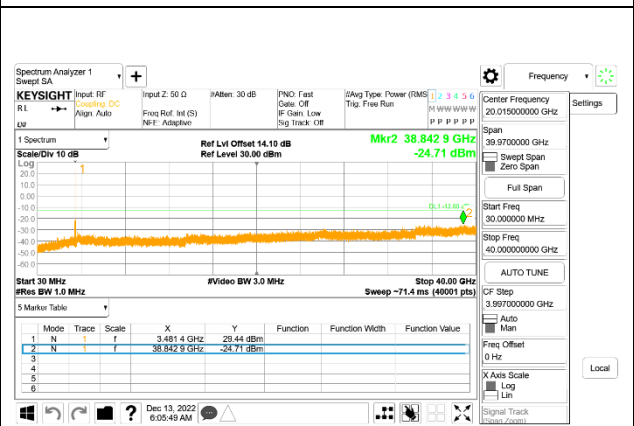 Spectrum Analyzer 1
Swept SA
+
Frequency
Settings
KEYSIGHT
RL
Input: RF
Coupling: DC
Align: Auto
Input Z: 50 Ω
Freq Ref: Int (S)
NFE: Adaptive
#Atten: 30 dB
PNO: Fast
Gate: Off
IF Gain: Low
Sig Track: Off
#Avg Type: Power (RMS
Trig: Free Run
1 2 3 4 5 6
M W W W W W
P P P P P P
1 Spectrum
Scale/Div 10 dB
Log
Ref Lvl Offset 14.10 dB
Ref Level 30.00 dBm
Mkr2 38.842 9 GHz
-24.71 dBm
20.0
10.0
0.00
-10.0
-20.0
-30.0
-40.0
-50.0
-60.0
1
2
Start 30 MHz
#Res BW 1.0 MHz
#Video BW 3.0 MHz
Stop 40.00 GHz
Sweep ~71.4 ms (40001 pts)
5 Marker Table
Mode Trace Scale X Y Function Function Width Function Value
1 N 1 f 3.481 4 GHz 29.44 dBm
2 N 1 f 38.842 9 GHz -24.71 dBm
3
4
5
6
Center Frequency
20.015000000 GHz
Span
39.9700000 GHz
Swept Span
Zero Span
Full Span
Start Freq
30.000000 MHz
Stop Freq
40.000000000 GHz
AUTO TUNE
CF Step
3.997000000 GHz
Auto
Man
Freq Offset
0 Hz
X Axis Scale
Log
Lin
Signal Track
(Span Zoom)
Local
?
Dec 13, 2022
6:05:49 AM